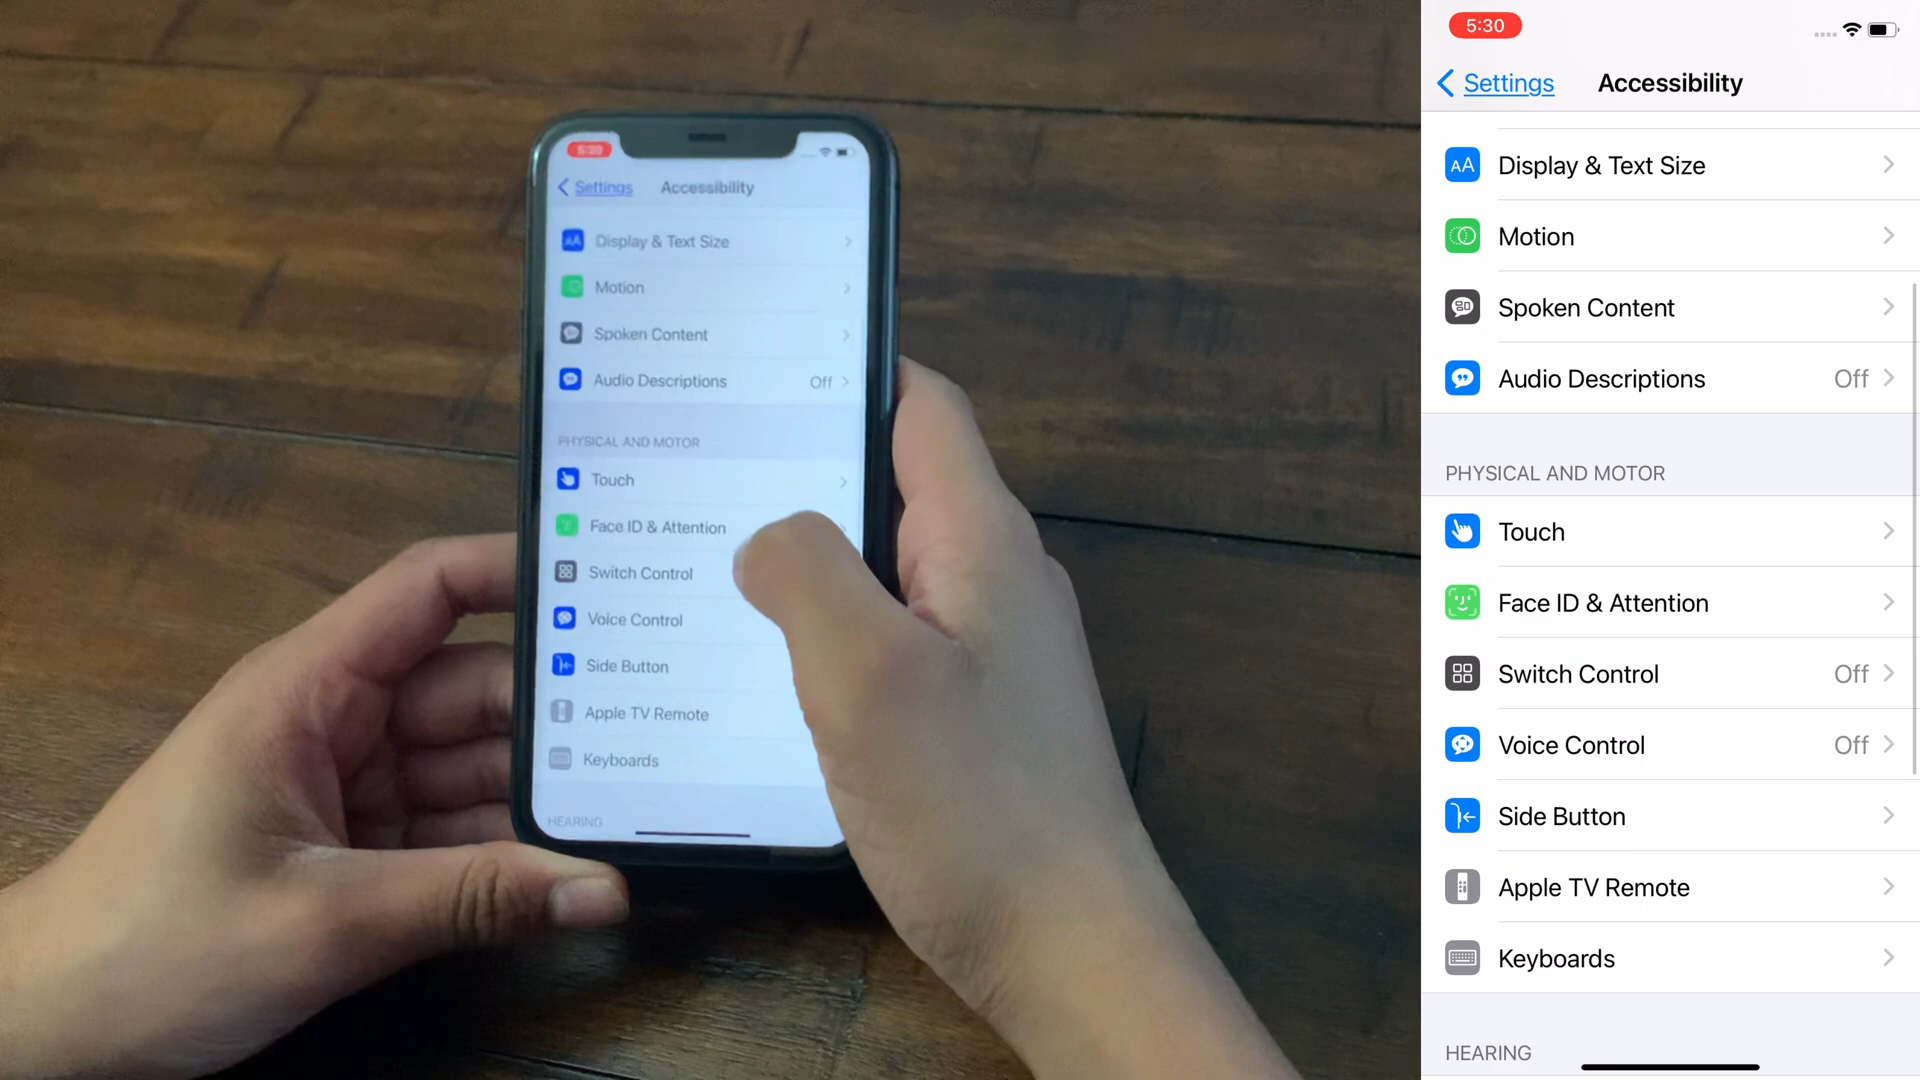 5:30
Settings Accessibility
Display & Text Size
Motion
Spoken Content
Audio Descriptions Off
PHYSICAL AND MOTOR
Touch
Face ID & Attention
Switch Control
Voice Control
Side Button
Apple TV Remote
Keyboards
HEARING
5:30
Settings Accessibility
AA Display & Text Size
Motion
Spoken Content
Audio Descriptions Off
PHYSICAL AND MOTOR
Touch
Face ID & Attention
Switch Control Off
Voice Control Off
Side Button
Apple TV Remote
Keyboards
HEARING